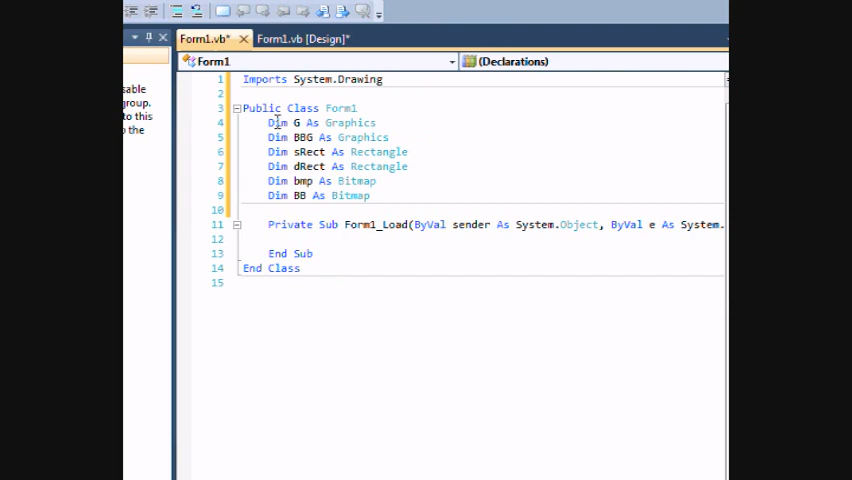 Form1.vb* Form1.vb [Design]*
Form1 (Declarations)
sable
group.
to this
o the
1 Imports System.Drawing
2
3 Public Class Form1
4 Dim G As Graphics
5 Dim BBG As Graphics
6 Dim sRect As Rectangle
7 Dim dRect As Rectangle
8 Dim bmp As Bitmap
9 Dim BB As Bitmap
10
11 Private Sub Form1_Load(ByVal sender As System.Object, ByVal e As System.
12
13 End Sub
14 End Class
15